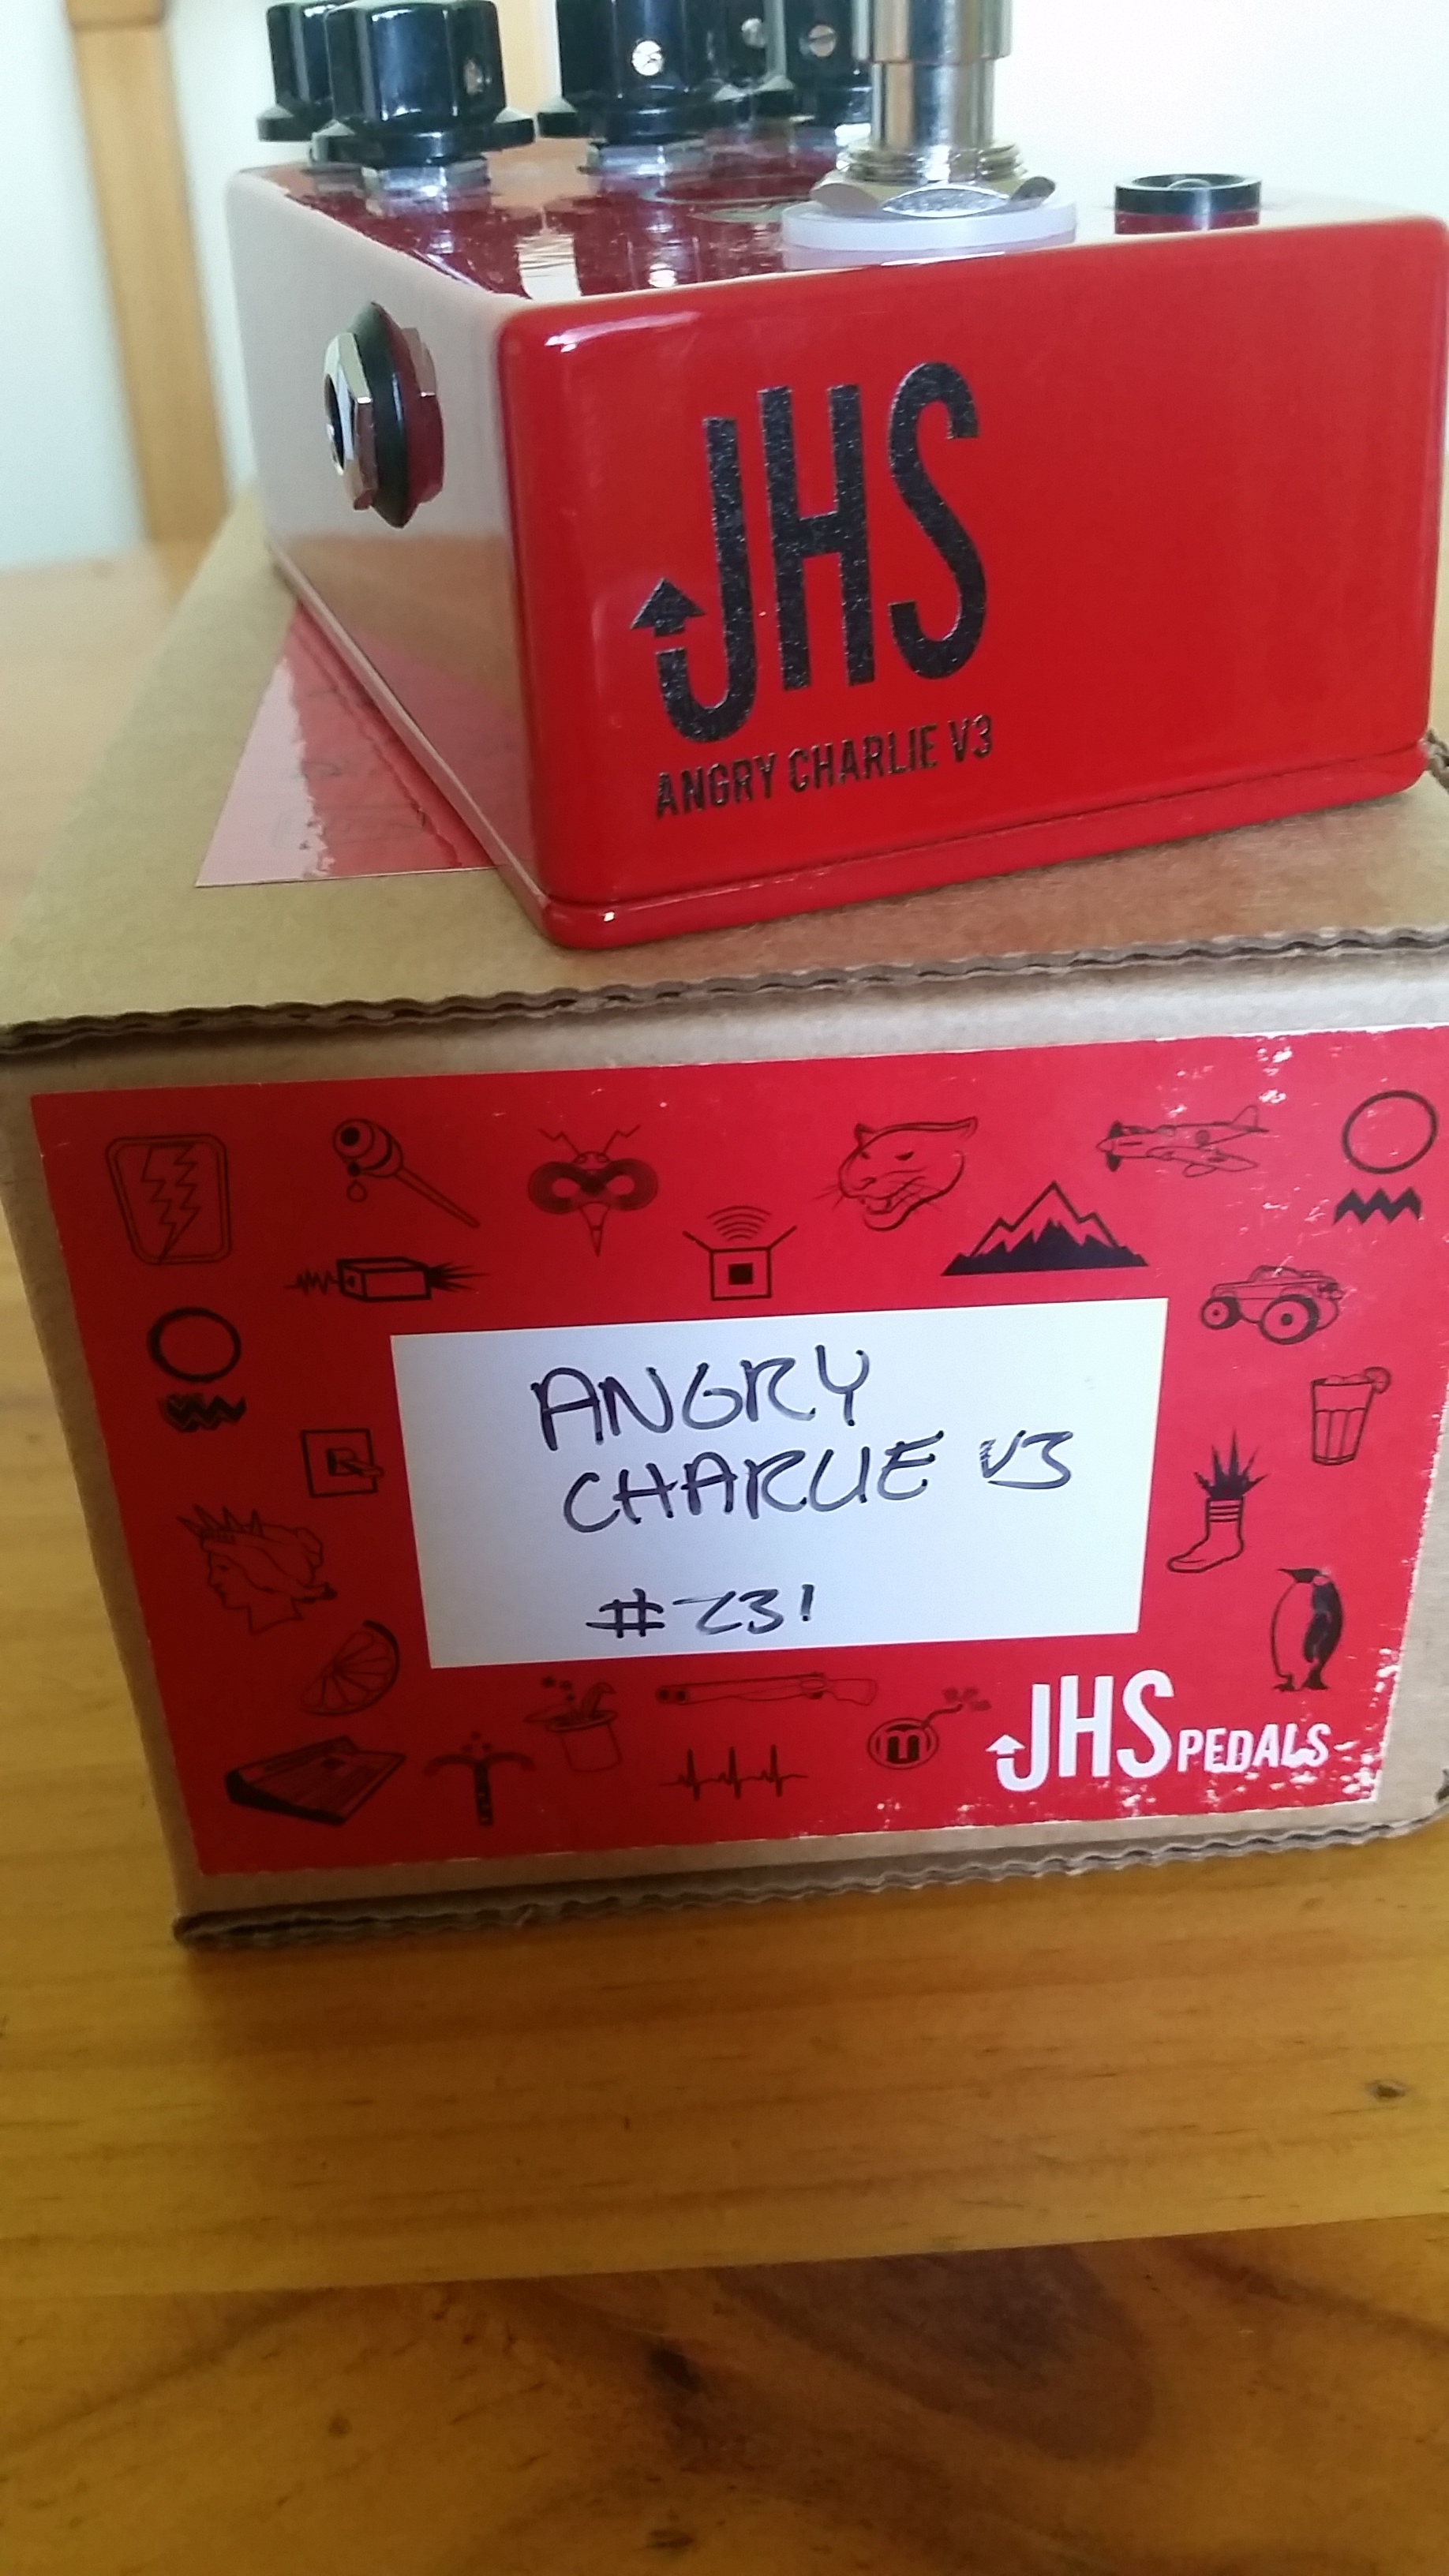 JHS
ANGRY CHARLIE V3
ANGRY
CHARLIE V3
#231
JHS PEDALS